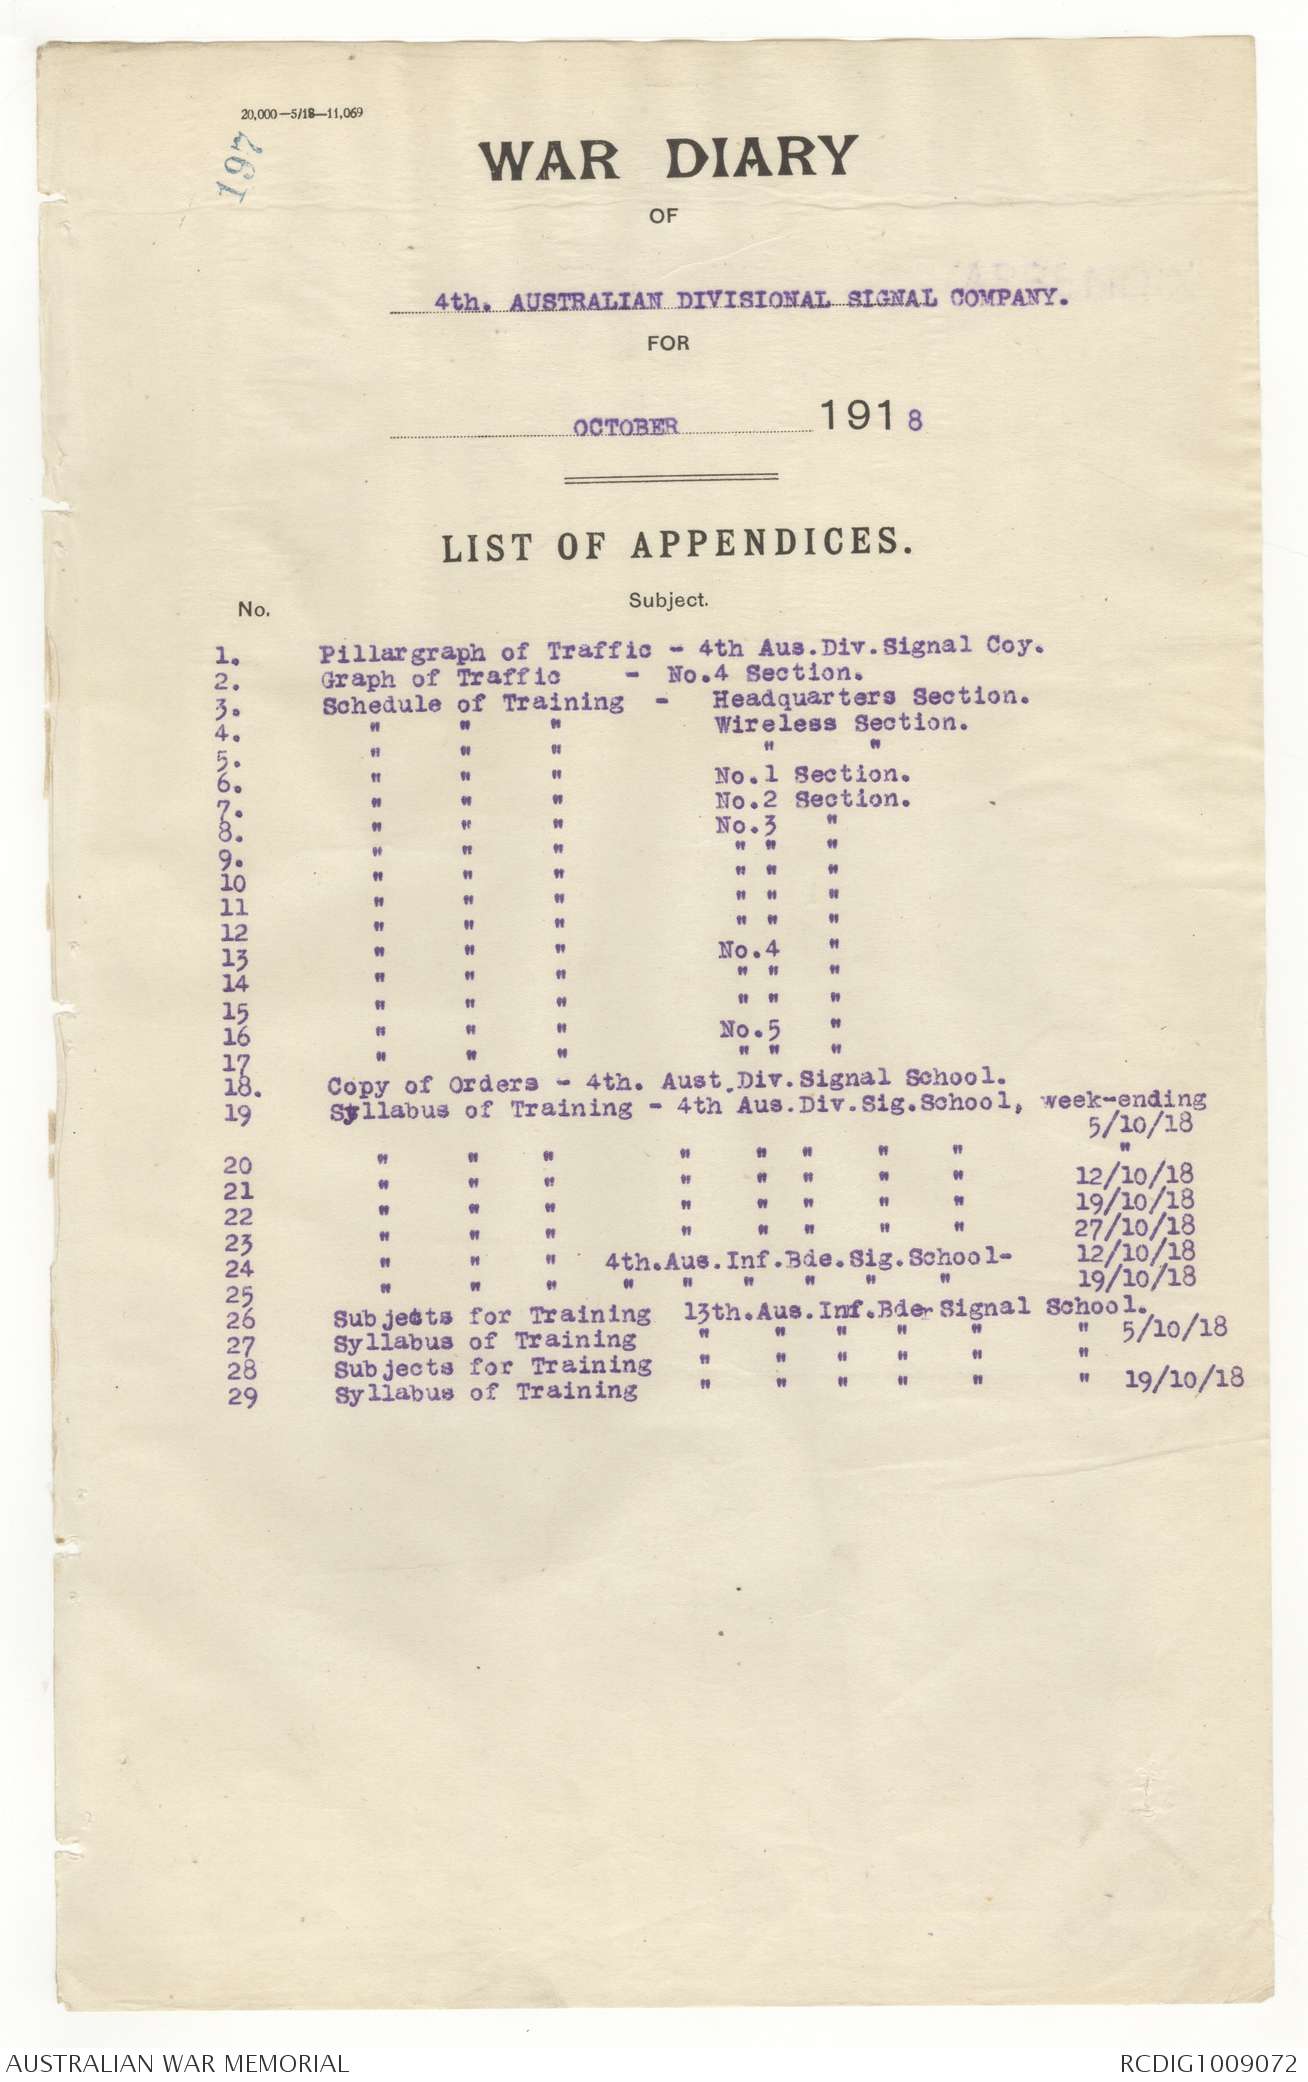 20,000—5/18—11,069
197
WAR DIARY
OF
4th. AUSTRALIAN DIVISIONAL SIGNAL COMPANY.
FOR
OCTOBER 1918
LIST OF APPENDICES.
No. Subject.
1. Pillargraph of Traffic - 4th Aus.Div.Signal Coy.
2. Graph of Traffic - No.4 Section.
3. Schedule of Training - Headquarters Section.
4. " " " Wireless Section.
5. " " " " "
6. " " " No.1 Section.
7. " " " No.2 Section.
8. " " " No.3 "
9. " " " " " "
10 " " " " " "
11 " " " " " "
12 " " " " " "
13 " " " No.4 "
14 " " " " " "
15 " " " " " "
16 " " " No.5 "
17 " " " " " "
18. Copy of Orders - 4th. Aust.Div.Signal School.
19 Syllabus of Training - 4th Aus.Div.Sig.School, week-ending
5/10/18
20 " " " " " " " " "
21 " " " " " " " " 12/10/18
22 " " " " " " " " 19/10/18
23 " " " " " " " " 27/10/18
24 " " " 4th.Aus.Inf.Bde.Sig.School- 12/10/18
25 " " " " " " " " " 19/10/18
26 Subjects for Training 13th.Aus.Inf.Bde Signal School.
27 Syllabus of Training " " " " " " 5/10/18
28 Subjects for Training " " " " " "
29 Syllabus of Training " " " " " " 19/10/18
AUSTRALIAN WAR MEMORIAL RCDIG1009072